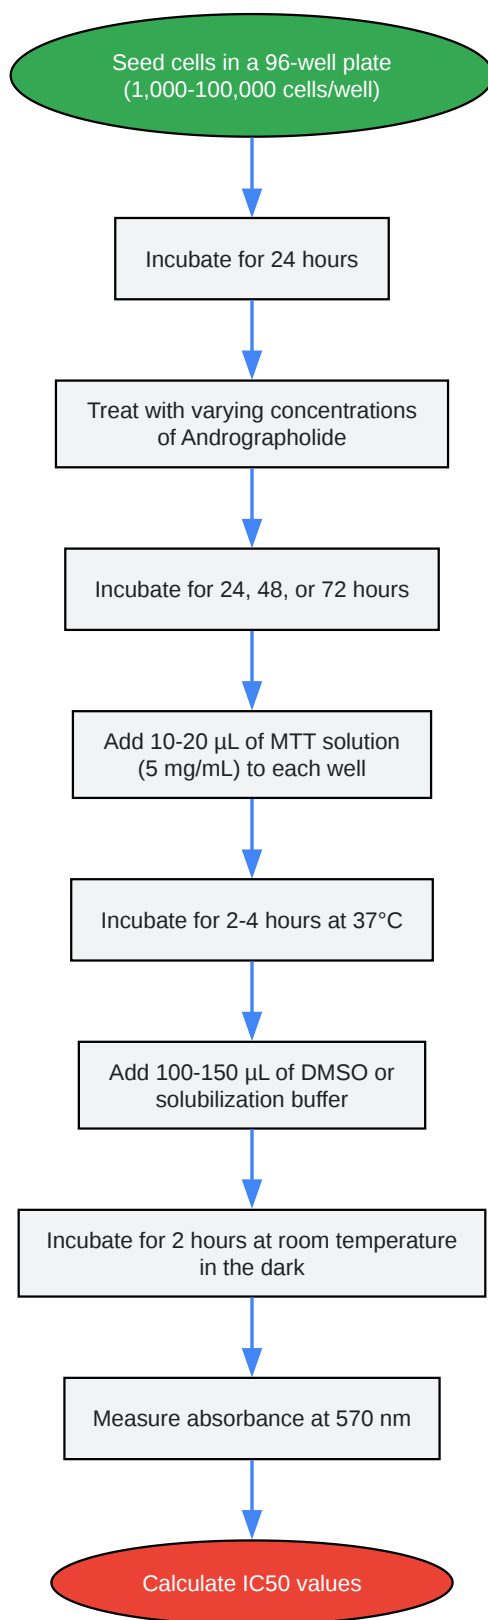 Seed cells in a 96-well plate
(1,000-100,000 cells/well)
Incubate for 24 hours
Treat with varying concentrations
of Andrographolide
Incubate for 24, 48, or 72 hours
Add 10-20 µL of MTT solution
(5 mg/mL) to each well
Incubate for 2-4 hours at 37°C
Add 100-150 µL of DMSO or
solubilization buffer
Incubate for 2 hours at room temperature
in the dark
Measure absorbance at 570 nm
Calculate IC50 values